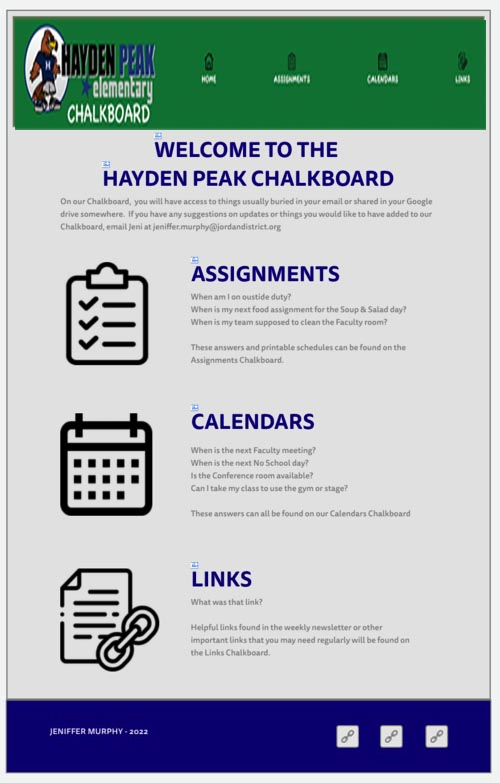 HAYDEN PEAK
elementary
CHALKBOARD
HOME
ASSIGNMENTS
CALENDARS
LINKS
WELCOME TO THE
HAYDEN PEAK CHALKBOARD
On our Chalkboard, you will have access to things usually buried in your email or shared in your Google
drive somewhere. If you have any suggestions on updates or things you would like to have added to our
Chalkboard, email Jeni at jeniffer.murphy@jordandistrict.org
ASSIGNMENTS
When am I on oustide duty?
When is my next food assignment for the Soup & Salad day?
When is my team supposed to clean the Faculty room?
These answers and printable schedules can be found on the
Assignments Chalkboard.
CALENDARS
When is the next Faculty meeting?
When is the next No School day?
Is the Conference room available?
Can I take my class to use the gym or stage?
These answers can all be found on our Calendars Chalkboard
LINKS
What was that link?
Helpful links found in the weekly newsletter or other
important links that you may need regularly will be found on
the Links Chalkboard.
JENIFFER MURPHY - 2022